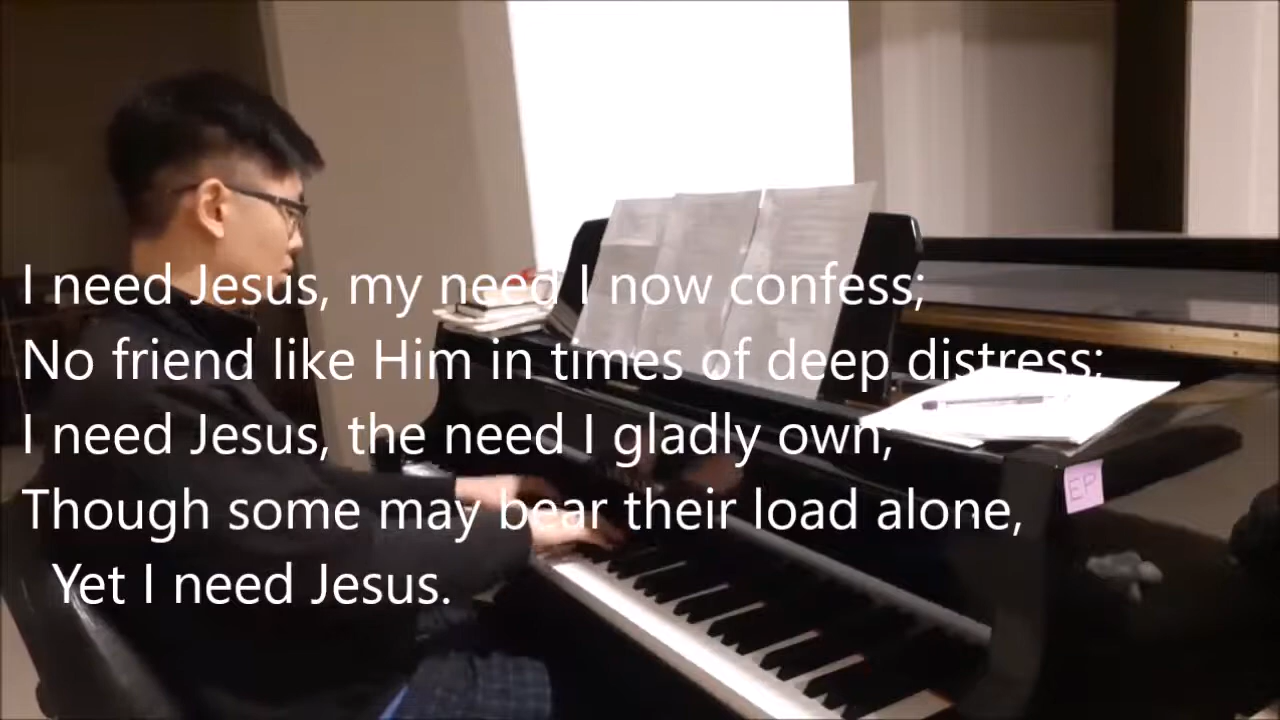 I need Jesus, my need I now confess;
No friend like Him in times of deep distress;
I need Jesus, the need I gladly own;
Though some may bear their load alone,
Yet I need Jesus.
EP